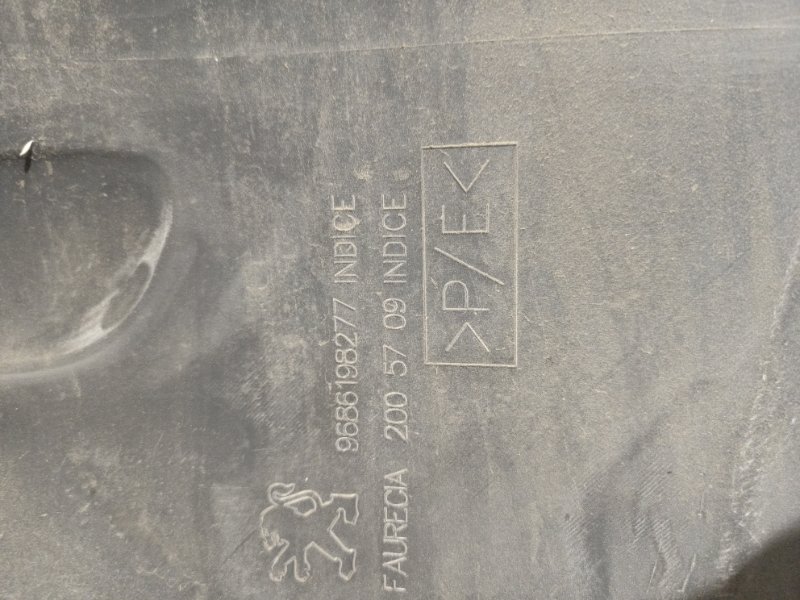 9686198277 INDICE
FAURECIA 200 57 09 INDICE
>P/E<